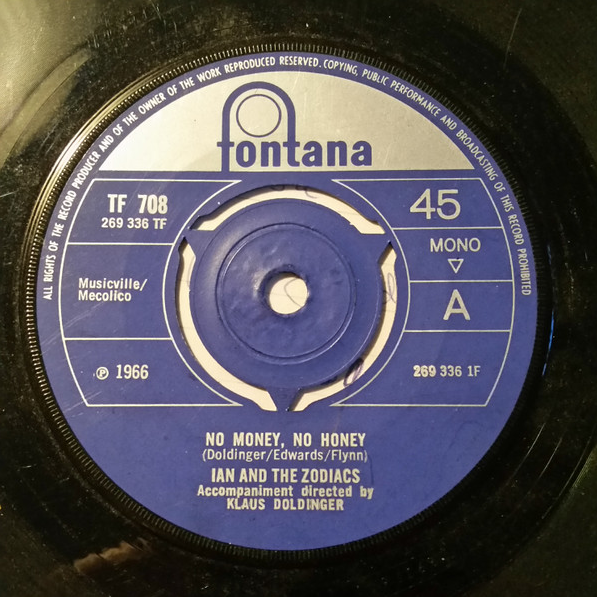 ALL RIGHTS OF THE RECORD PRODUCER AND OF THE OWNER OF THE WORK REPRODUCED RESERVED. COPYING, PUBLIC PERFORMANCE AND BROADCASTING OF THIS RECORD PROHIBITED
fontana
TF 708
269 336 TF
45
MONO
A
Musicville/
Mecolico
℗ 1966
269 336 1F
NO MONEY, NO HONEY
(Doldinger/Edwards/Flynn)
IAN AND THE ZODIACS
Accompaniment directed by
KLAUS DOLDINGER